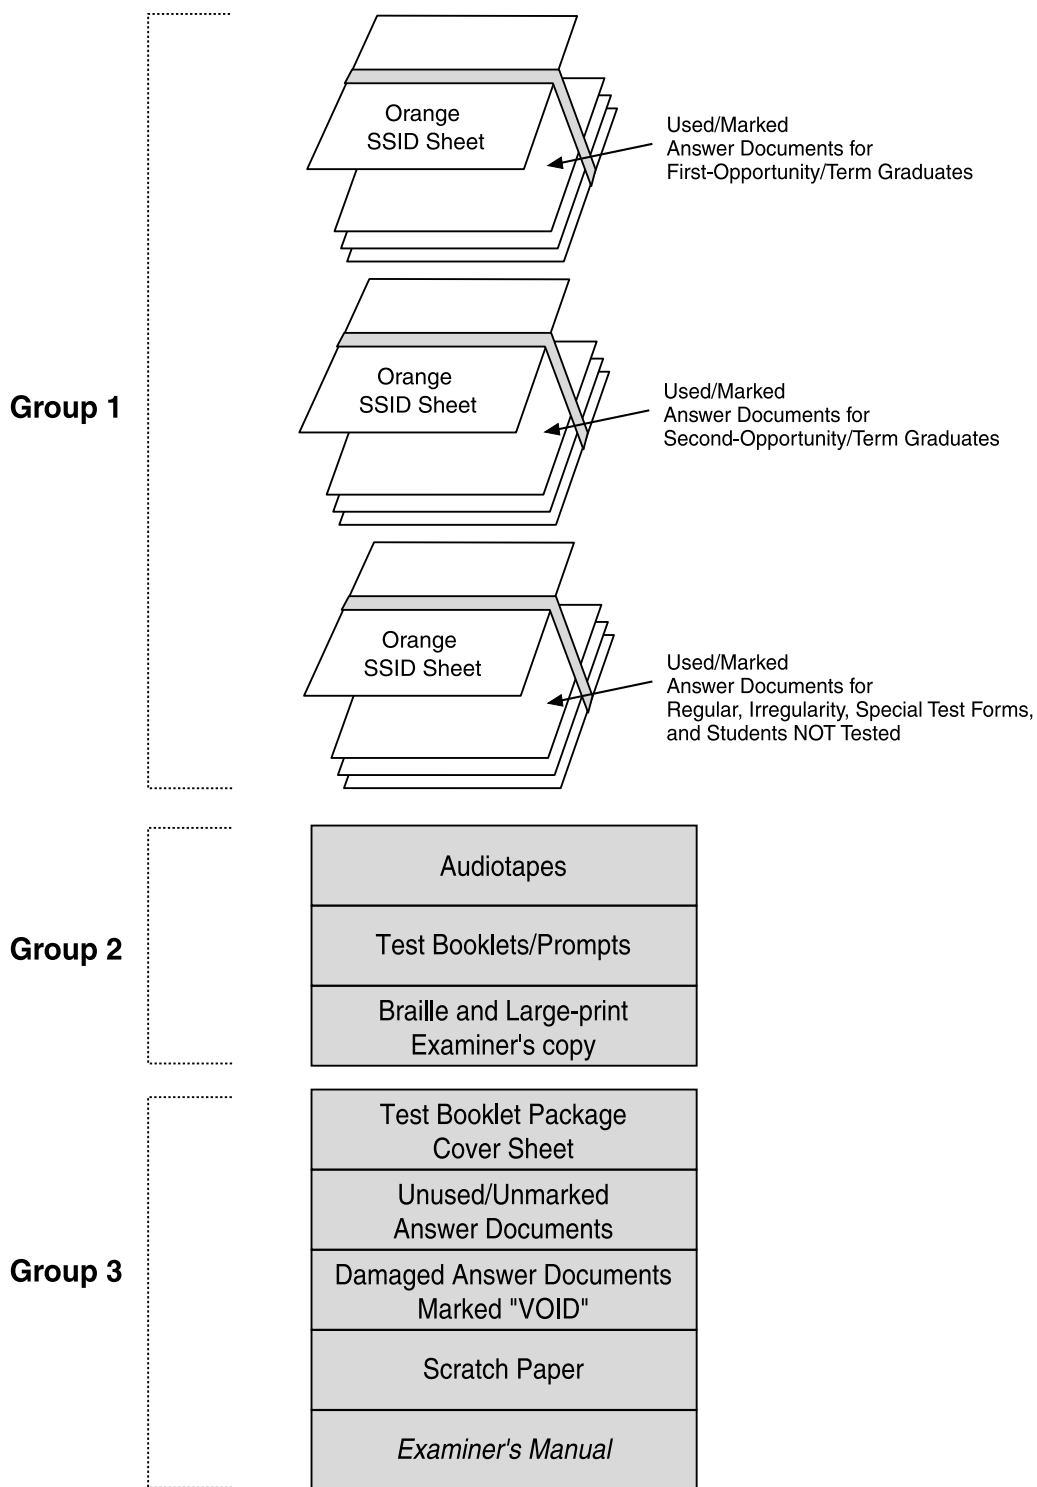 Group 1
Orange
SSID Sheet
Used/Marked
Answer Documents for
First-Opportunity/Term Graduates
Orange
SSID Sheet
Used/Marked
Answer Documents for
Second-Opportunity/Term Graduates
Orange
SSID Sheet
Used/Marked
Answer Documents for
Regular, Irregularity, Special Test Forms,
and Students NOT Tested
Group 2
Audiotapes
Test Booklets/Prompts
Braille and Large-print
Examiner's copy
Group 3
Test Booklet Package
Cover Sheet
Unused/Unmarked
Answer Documents
Damaged Answer Documents
Marked "VOID"
Scratch Paper
Examiner's Manual